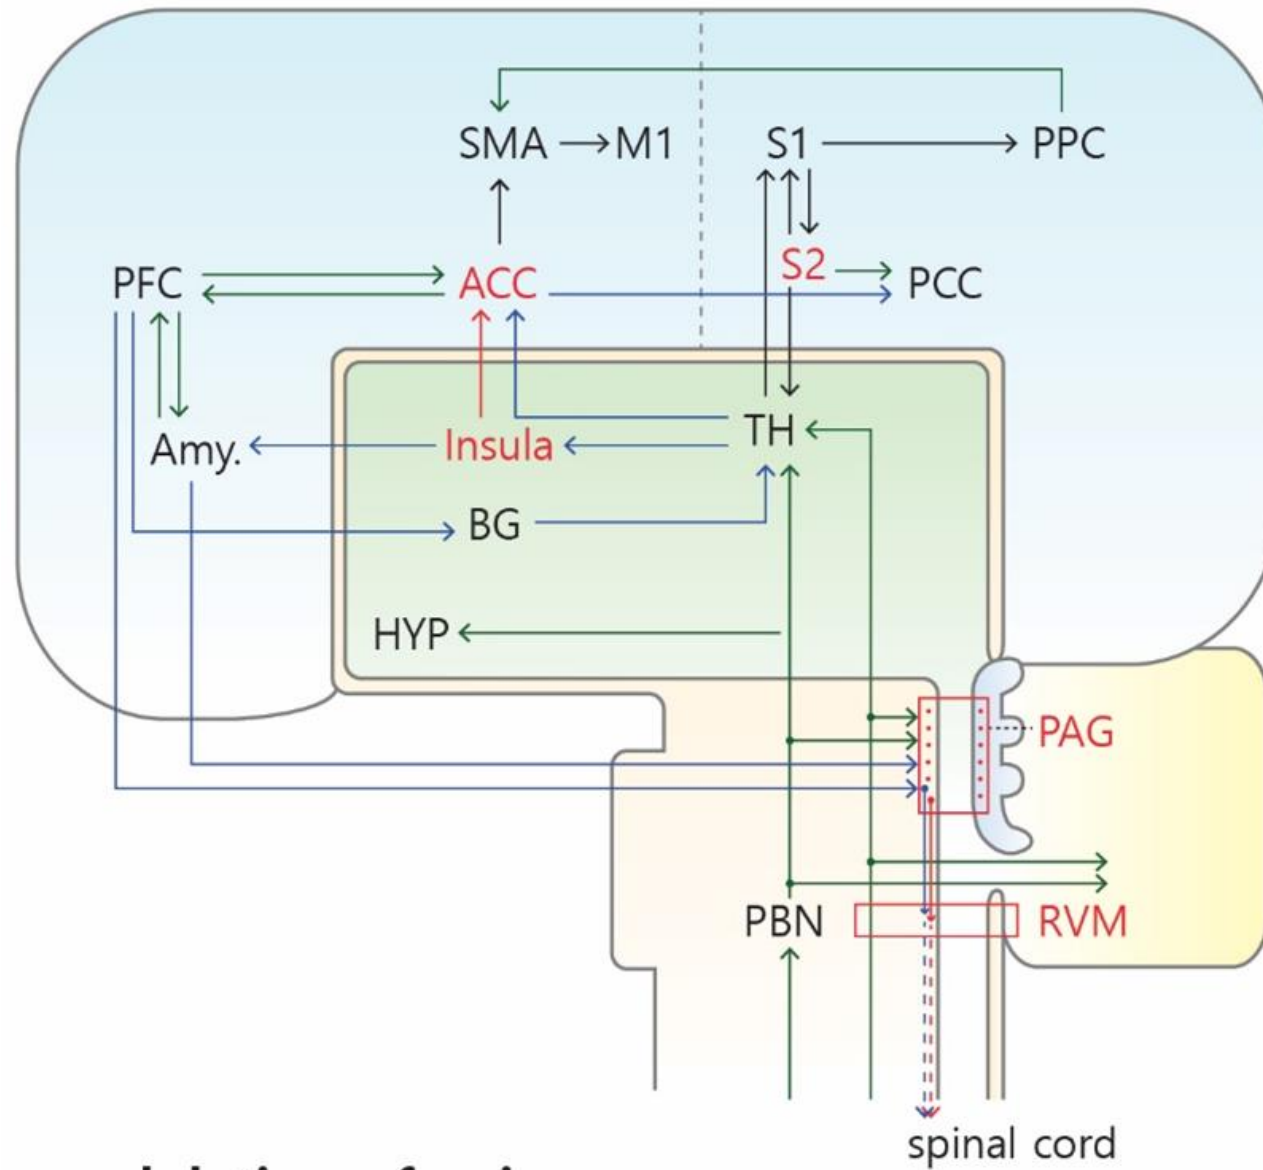 SMA M1 S1 PPC
PFC ACC S2 PCC
Amy. Insula TH
BG
HYP
PAG
PBN RVM
spinal cord